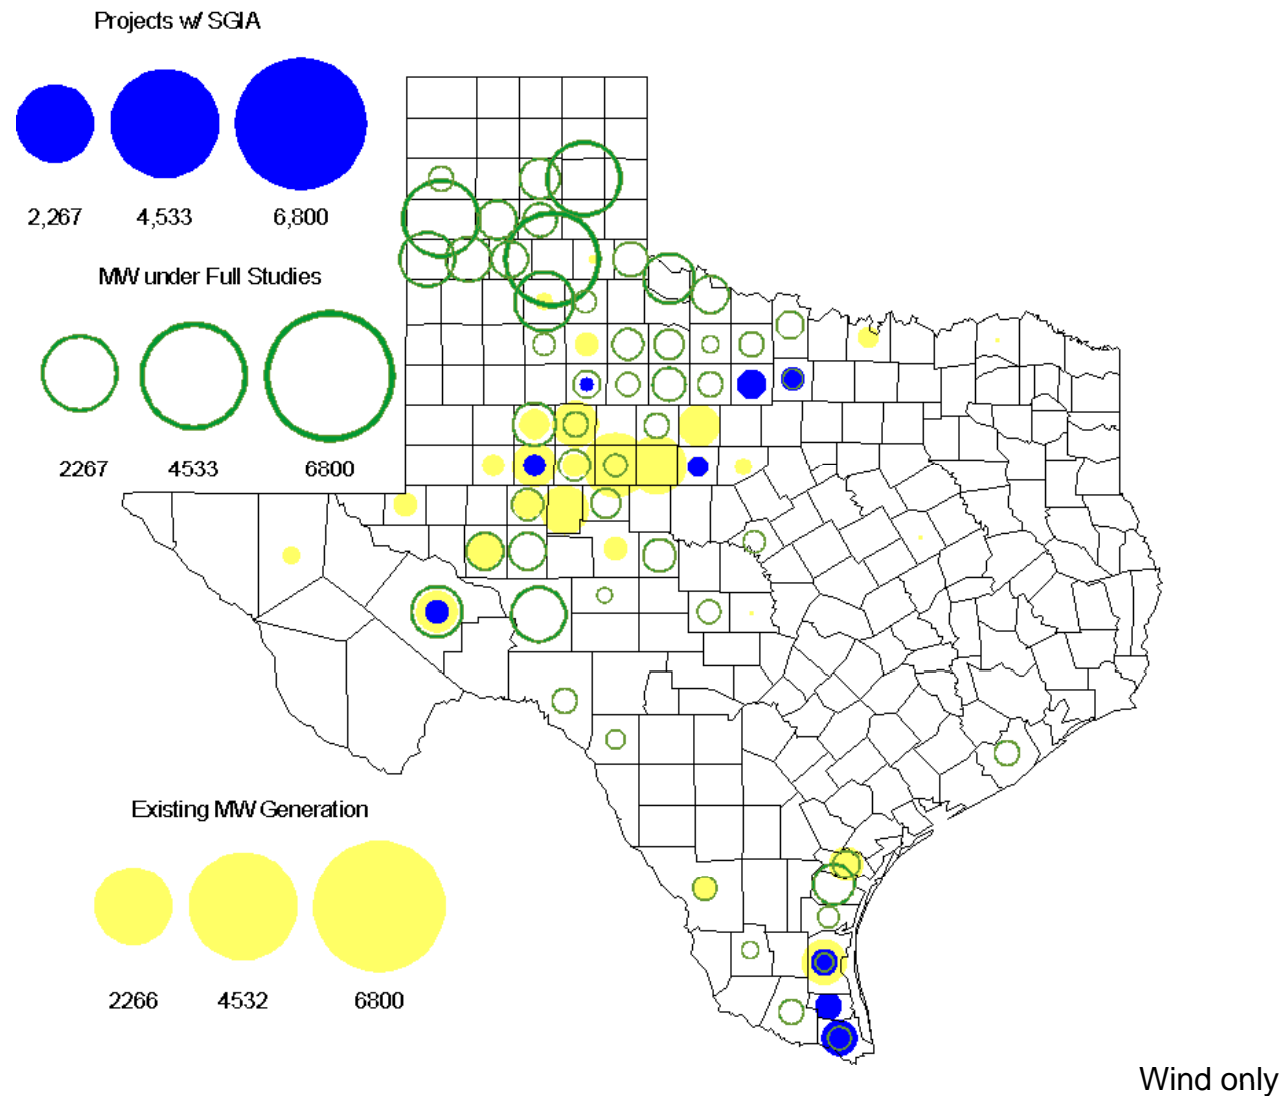 Projects w/ SGIA
2,267 4,533 6,800
MW under Full Studies
2267 4533 6800
Existing MW Generation
2266 4532 6800
Wind only